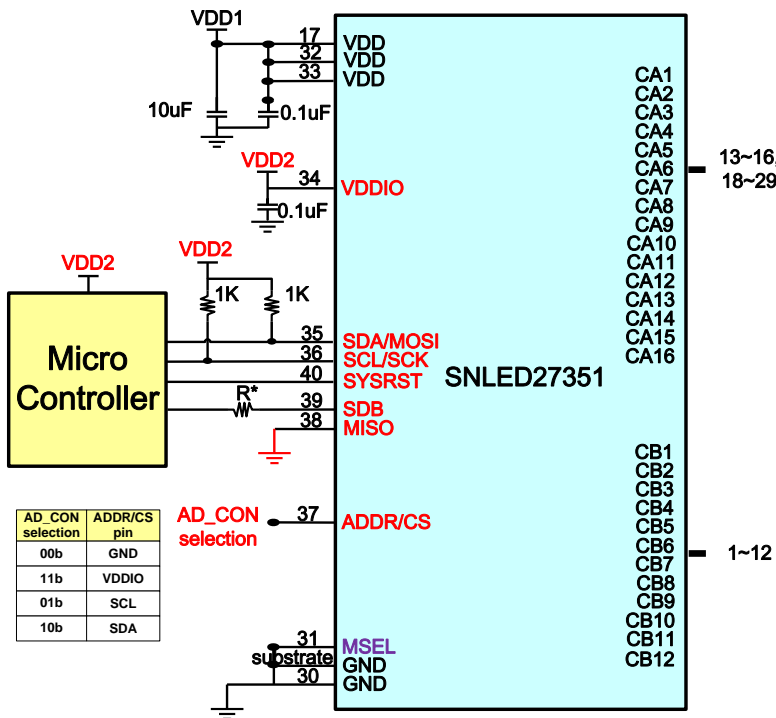 VDD1
17 VDD
32 VDD
33 VDD
10uF
0.1uF
VDD2
34 VDDIO
0.1uF
VDD2
VDD2
1K
1K
Micro
Controller
35 SDA/MOSI
36 SCL/SCK
40 SYSRST
R*
39 SDB
38 MISO
SNLED27351
AD_CON
selection
37 ADDR/CS
AD_CON selection
ADDR/CS pin
00b GND
11b VDDIO
01b SCL
10b SDA
31 MSEL
substrate GND
30 GND
CA1
CA2
CA3
CA4
CA5
CA6
CA7
CA8
CA9
CA10
CA11
CA12
CA13
CA14
CA15
CA16
13~16,
18~29
CB1
CB2
CB3
CB4
CB5
CB6
CB7
CB8
CB9
CB10
CB11
CB12
1~12